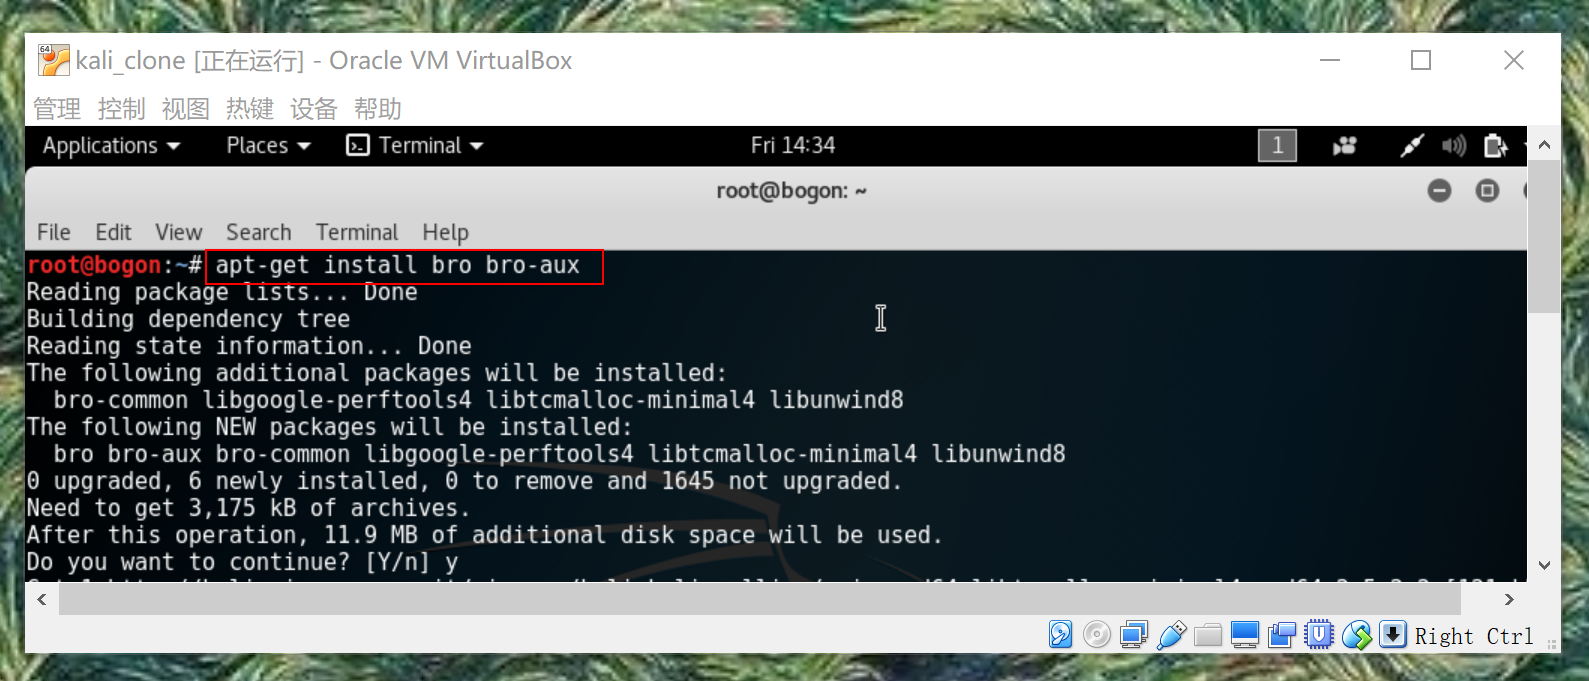 64
kali_clone [正在运行] - Oracle VM VirtualBox
管理 控制 视图 热键 设备 帮助
Applications Places Terminal Fri 14:34 1
root@bogon: ~
File Edit View Search Terminal Help
root@bogon:~# apt-get install bro bro-aux
Reading package lists... Done
Building dependency tree
Reading state information... Done
The following additional packages will be installed:
  bro-common libgoogle-perftools4 libtcmalloc-minimal4 libunwind8
The following NEW packages will be installed:
  bro bro-aux bro-common libgoogle-perftools4 libtcmalloc-minimal4 libunwind8
0 upgraded, 6 newly installed, 0 to remove and 1645 not upgraded.
Need to get 3,175 kB of archives.
After this operation, 11.9 MB of additional disk space will be used.
Do you want to continue? [Y/n] y
Right Ctrl